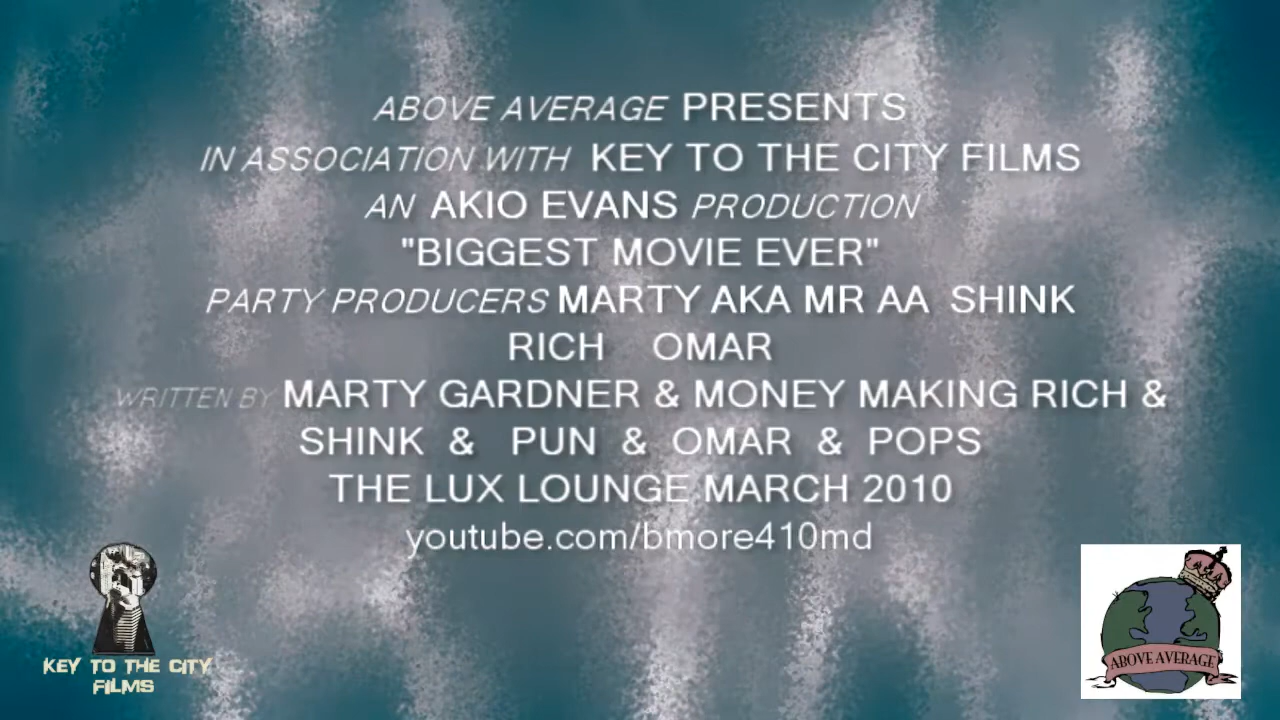 ABOVE AVERAGE PRESENTS
IN ASSOCIATION WITH KEY TO THE CITY FILMS
AN AKIO EVANS PRODUCTION
"BIGGEST MOVIE EVER"
PARTY PRODUCERS MARTY AKA MR AA SHINK
RICH OMAR
WRITTEN BY MARTY GARDNER & MONEY MAKING RICH &
SHINK & PUN & OMAR & POPS
THE LUX LOUNGE MARCH 2010
youtube.com/bmore410md
KEY TO THE CITY
FILMS
ABOVE AVERAGE